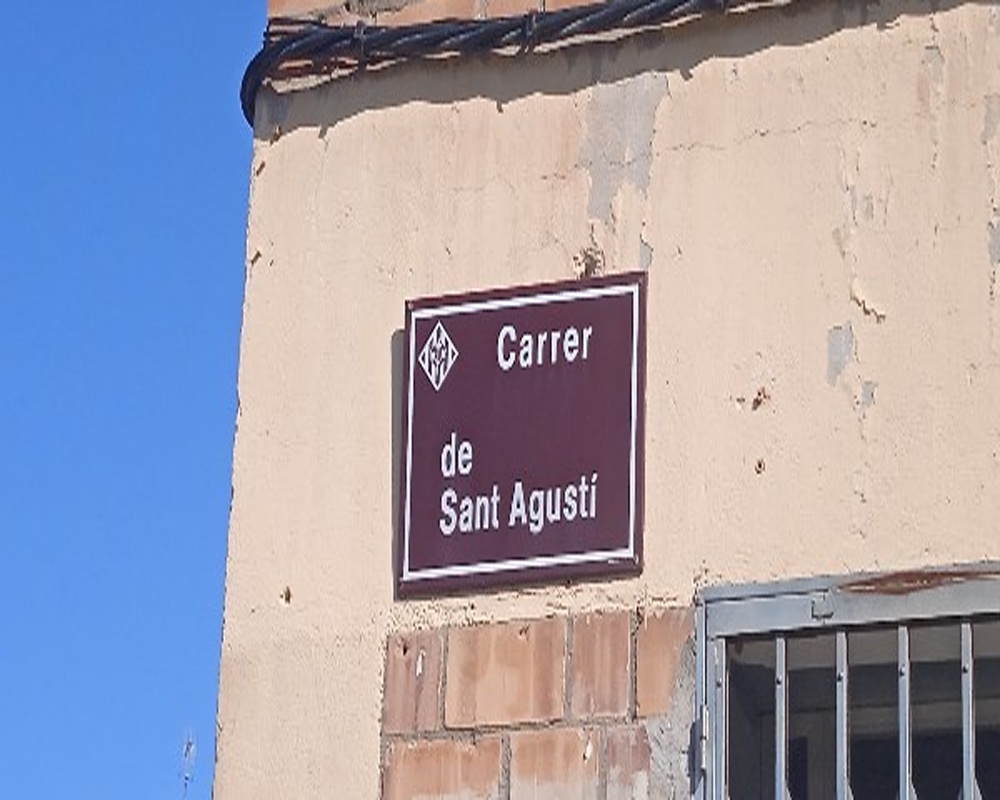 Carrer
de
Sant Agustí